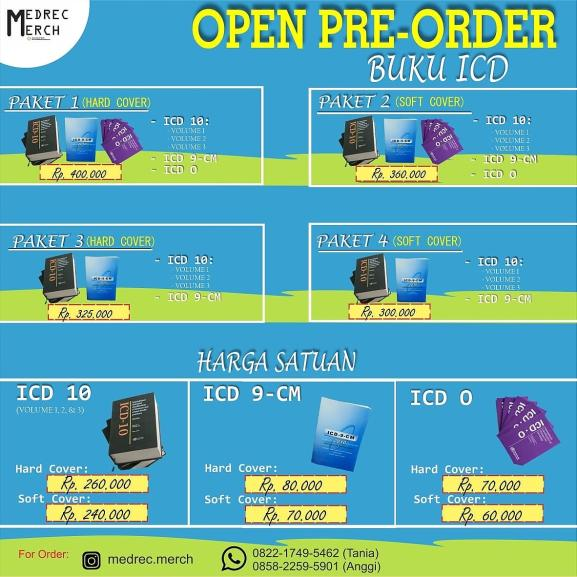 MEDREC
MERCH
OPEN PRE-ORDER
BUKU ICD
PAKET 1 (HARD COVER)
- ICD 10:
- VOLUME 1
- VOLUME 2
- VOLUME 3
- ICD 9-CM
- ICD O
Rp. 400,000
PAKET 2 (SOFT COVER)
- ICD 10:
- VOLUME 1
- VOLUME 2
- VOLUME 3
- ICD 9-CM
- ICD O
Rp. 360,000
PAKET 3 (HARD COVER)
- ICD 10:
- VOLUME 1
- VOLUME 2
- VOLUME 3
- ICD 9-CM
Rp. 325,000
PAKET 4 (SOFT COVER)
- ICD 10:
- VOLUME 1
- VOLUME 2
- VOLUME 3
- ICD 9-CM
Rp. 300,000
HARGA SATUAN
ICD 10
(VOLUME 1, 2, & 3)
ICD-10
Hard Cover:
Rp. 260,000
Soft Cover:
Rp. 240,000
ICD 9-CM
ICD-9-CM
Hard Cover:
Rp. 80,000
Soft Cover:
Rp. 70,000
ICD O
ICD-O
Hard Cover:
Rp. 70,000
Soft Cover:
Rp. 60,000
For Order:
medrec.merch
0822-1749-5462 (Tania)
0858-2259-5901 (Anggi)